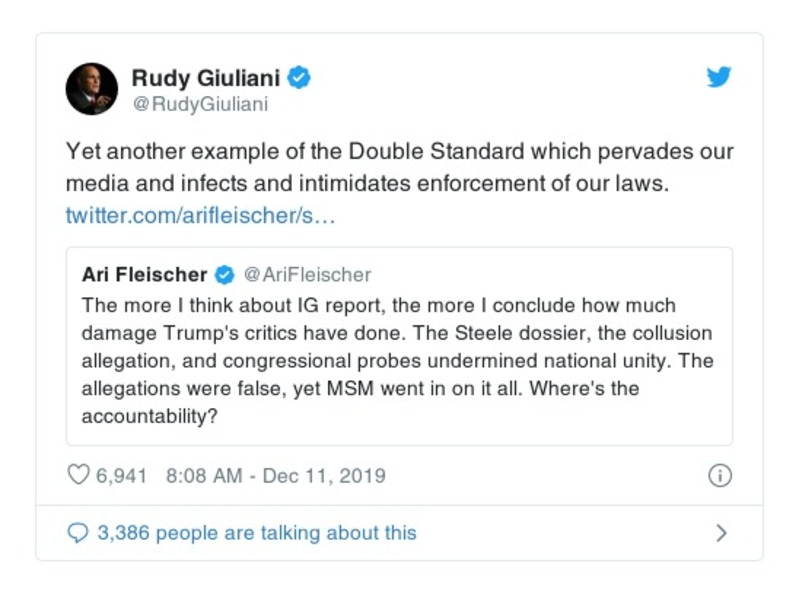 Rudy Giuliani
@RudyGiuliani
Yet another example of the Double Standard which pervades our
media and infects and intimidates enforcement of our laws.
twitter.com/arifleischer/s…
Ari Fleischer @AriFleischer
The more I think about IG report, the more I conclude how much
damage Trump's critics have done. The Steele dossier, the collusion
allegation, and congressional probes undermined national unity. The
allegations were false, yet MSM went in on it all. Where's the
accountability?
6,941 8:08 AM - Dec 11, 2019
3,386 people are talking about this